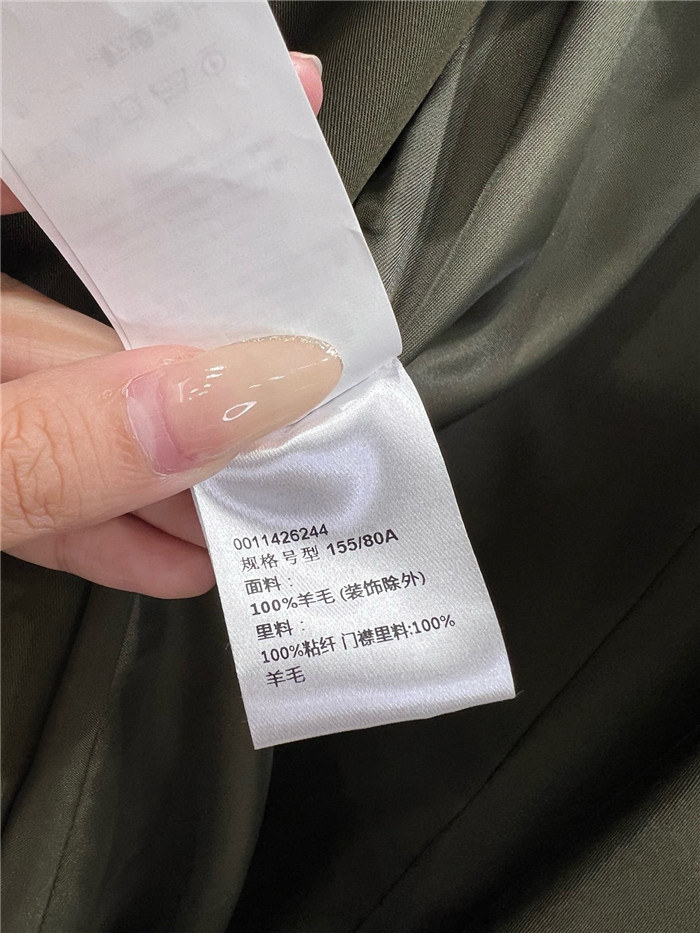 0011426244
规格号型 155/80A
面料：
100%羊毛 (装饰除外)
里料：
100%粘纤 门襟里料:100%
羊毛